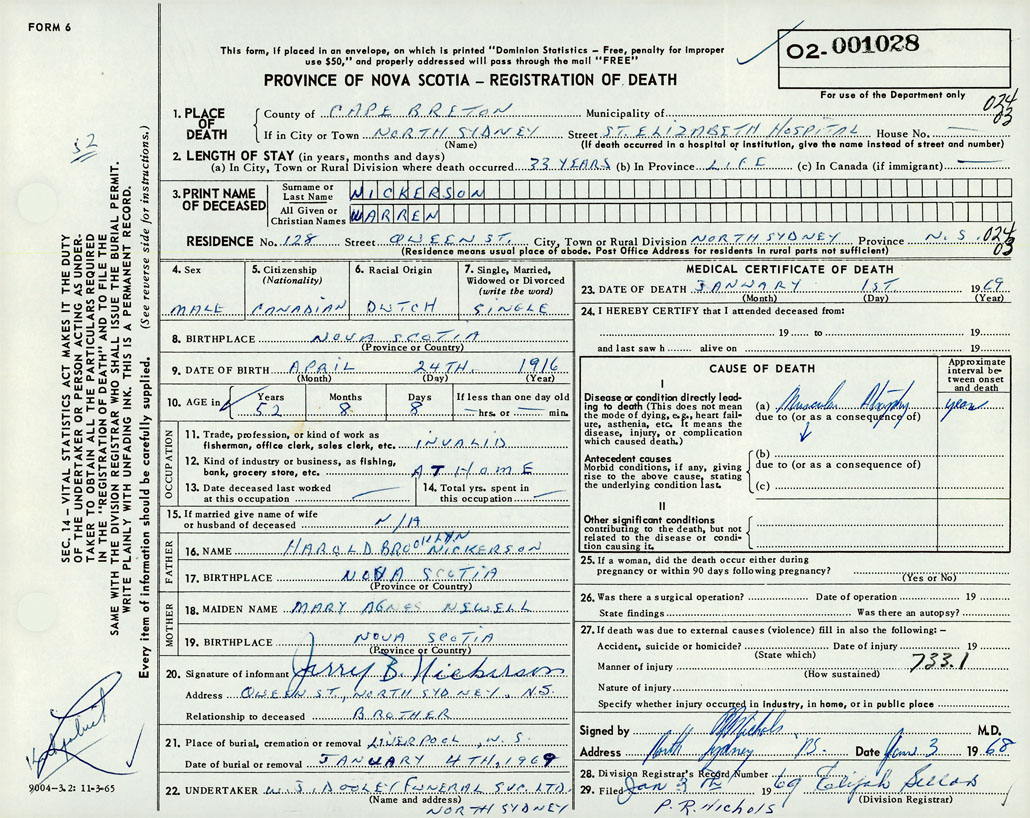 FORM 6
This form, if placed in an envelope, on which is printed "Dominion Statistics – Free, penalty for improper
use $50," and properly addressed will pass through the mail "FREE"
PROVINCE OF NOVA SCOTIA – REGISTRATION OF DEATH
02-001028
For use of the Department only
024
03
52
SEC. 14 – VITAL STATISTICS ACT MAKES IT THE DUTY
OF THE UNDERTAKER OR PERSON ACTING AS UNDER-
TAKER TO OBTAIN ALL THE PARTICULARS REQUIRED
IN THE "REGISTRATION OF DEATH" AND TO FILE THE
SAME WITH THE DIVISION REGISTRAR WHO SHALL ISSUE THE BURIAL PERMIT.
WRITE PLAINLY WITH UNFADING INK. THIS IS A PERMANENT RECORD.
Every item of information should be carefully supplied. (See reverse side for instructions.)
9004-3.2: 11-3-65
1. PLACE OF DEATH
County of CAPE BRETON Municipality of
If in City or Town NORTH SYDNEY Street ST. ELIZABETH HOSPITAL House No. —
(Name) (If death occurred in a hospital or institution, give the name instead of street and number)
2. LENGTH OF STAY (in years, months and days)
(a) In City, Town or Rural Division where death occurred 33 YEARS (b) In Province LIFE (c) In Canada (if immigrant) —
3. PRINT NAME OF DECEASED
Surname or Last Name NICKERSON
All Given or Christian Names WARREN
RESIDENCE No. 128 Street QUEEN ST. City, Town or Rural Division NORTH SYDNEY Province N.S. 024
03
(Residence means usual place of abode. Post Office Address for residents in rural parts not sufficient)
4. Sex
MALE
5. Citizenship (Nationality)
CANADIAN
6. Racial Origin
DUTCH
7. Single, Married, Widowed or Divorced (write the word)
SINGLE
8. BIRTHPLACE NOVA SCOTIA
(Province or Country)
9. DATE OF BIRTH APRIL 24TH. 1916
(Month) (Day) (Year)
10. AGE in Years Months Days If less than one day old
52 8 8 —hrs. or — min.
OCCUPATION
11. Trade, profession, or kind of work as
fisherman, office clerk, sales clerk, etc. INVALID
12. Kind of industry or business, as fishing,
bank, grocery store, etc. AT HOME
13. Date deceased last worked
at this occupation —
14. Total yrs. spent in
this occupation —
15. If married give name of wife
or husband of deceased N/A
FATHER
16. NAME HAROLD BROOKLYN NICKERSON
17. BIRTHPLACE NOVA SCOTIA
(Province or Country)
MOTHER
18. MAIDEN NAME MARY AGNES NEWELL
19. BIRTHPLACE NOVA SCOTIA
(Province or Country)
20. Signature of informant Jerry B. Nickerson
Address QUEEN ST, NORTH SYDNEY, N.S.
Relationship to deceased BROTHER
21. Place of burial, cremation or removal LIVERPOOL, N.S.
Date of burial or removal JANUARY 4TH, 1969
22. UNDERTAKER W.J. DOOLEY FUNERAL SVC. LTD.
(Name and address) NORTH SYDNEY
MEDICAL CERTIFICATE OF DEATH
23. DATE OF DEATH JANUARY 1ST 1969
(Month) (Day) (Year)
24. I HEREBY CERTIFY that I attended deceased from:
19 to 19
and last saw h alive on 19
CAUSE OF DEATH
Approximate interval between onset and death
I
Disease or condition directly lead-
ing to death (This does not
mean the mode of dying, e.g., heart fail-
ure, asthenia, etc. It means the
disease, injury, or complication
which caused death.)
(a) Muscular Atrophy years
due to (or as a consequence of)
Antecedent causes
Morbid conditions, if any, giving
rise to the above cause, stating
the underlying condition last.
(b)
due to (or as a consequence of)
(c)
II
Other significant conditions
contributing to the death, but not
related to the disease or condi-
tion causing it.
25. If a woman, did the death occur either during
pregnancy or within 90 days following pregnancy?
(Yes or No)
26. Was there a surgical operation? Date of operation 19
State findings Was there an autopsy?
27. If death was due to external causes (violence) fill in also the following: –
Accident, suicide or homicide? Date of injury 19
(State which)
Manner of injury 733.1
(How sustained)
Nature of injury
Specify whether injury occurred in industry, in home, or in public place
Signed by Nichols M.D.
Address North Sydney N.S. Date Jan 3 1968
28. Division Registrar's Record Number
29. Filed Jan 3 1969 Elijah
(Division Registrar)
P.R. NICHOLS